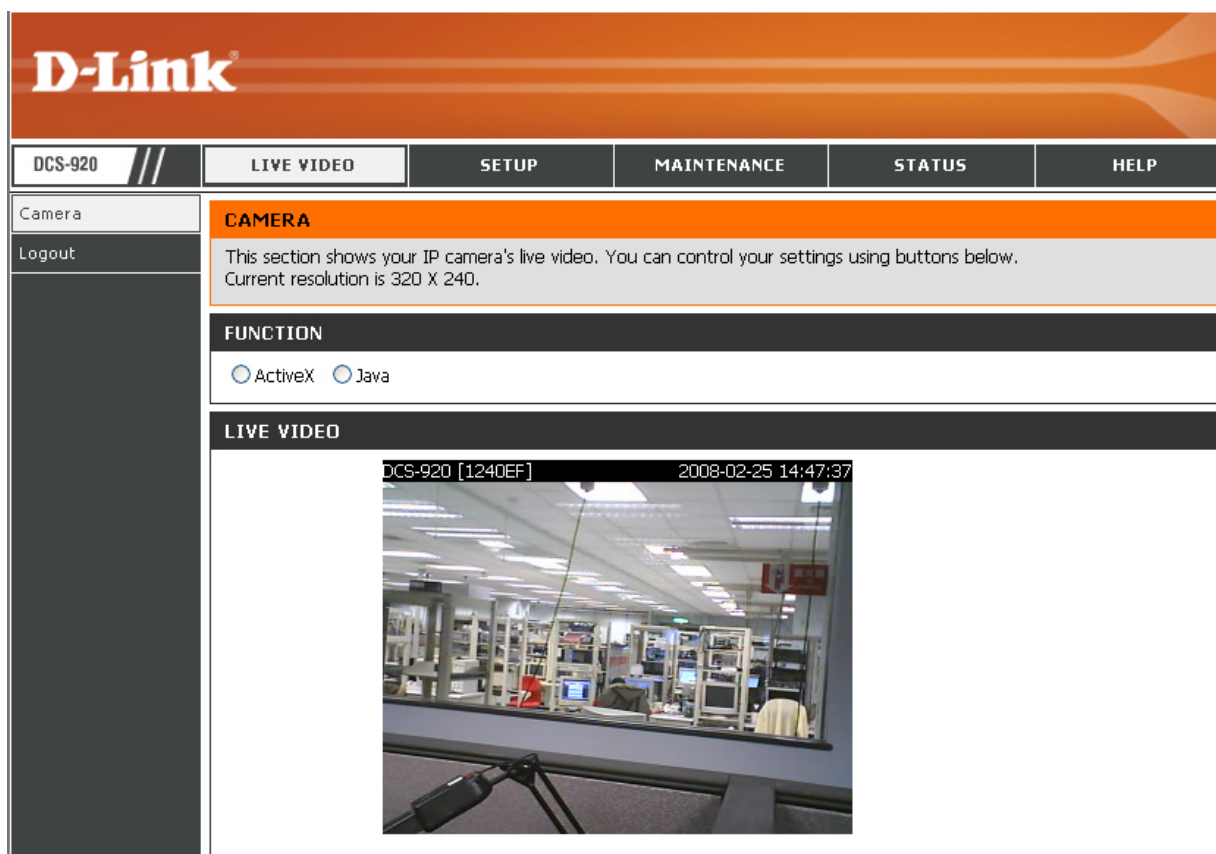 D-Link®
DCS-920
LIVE VIDEO
SETUP
MAINTENANCE
STATUS
HELP
Camera
Logout
CAMERA
This section shows your IP camera's live video. You can control your settings using buttons below.
Current resolution is 320 X 240.
FUNCTION
ActiveX
Java
LIVE VIDEO
DCS-920 [1240EF]
2008-02-25 14:47:37